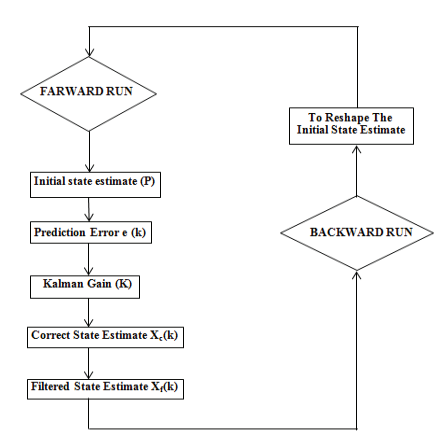 FARWARD RUN
Initial state estimate (P)
Prediction Error e (k)
Kalman Gain (K)
Correct State Estimate Xc(k)
Filtered State Estimate Xf(k)
To Reshape The
Initial State Estimate
BACKWARD RUN